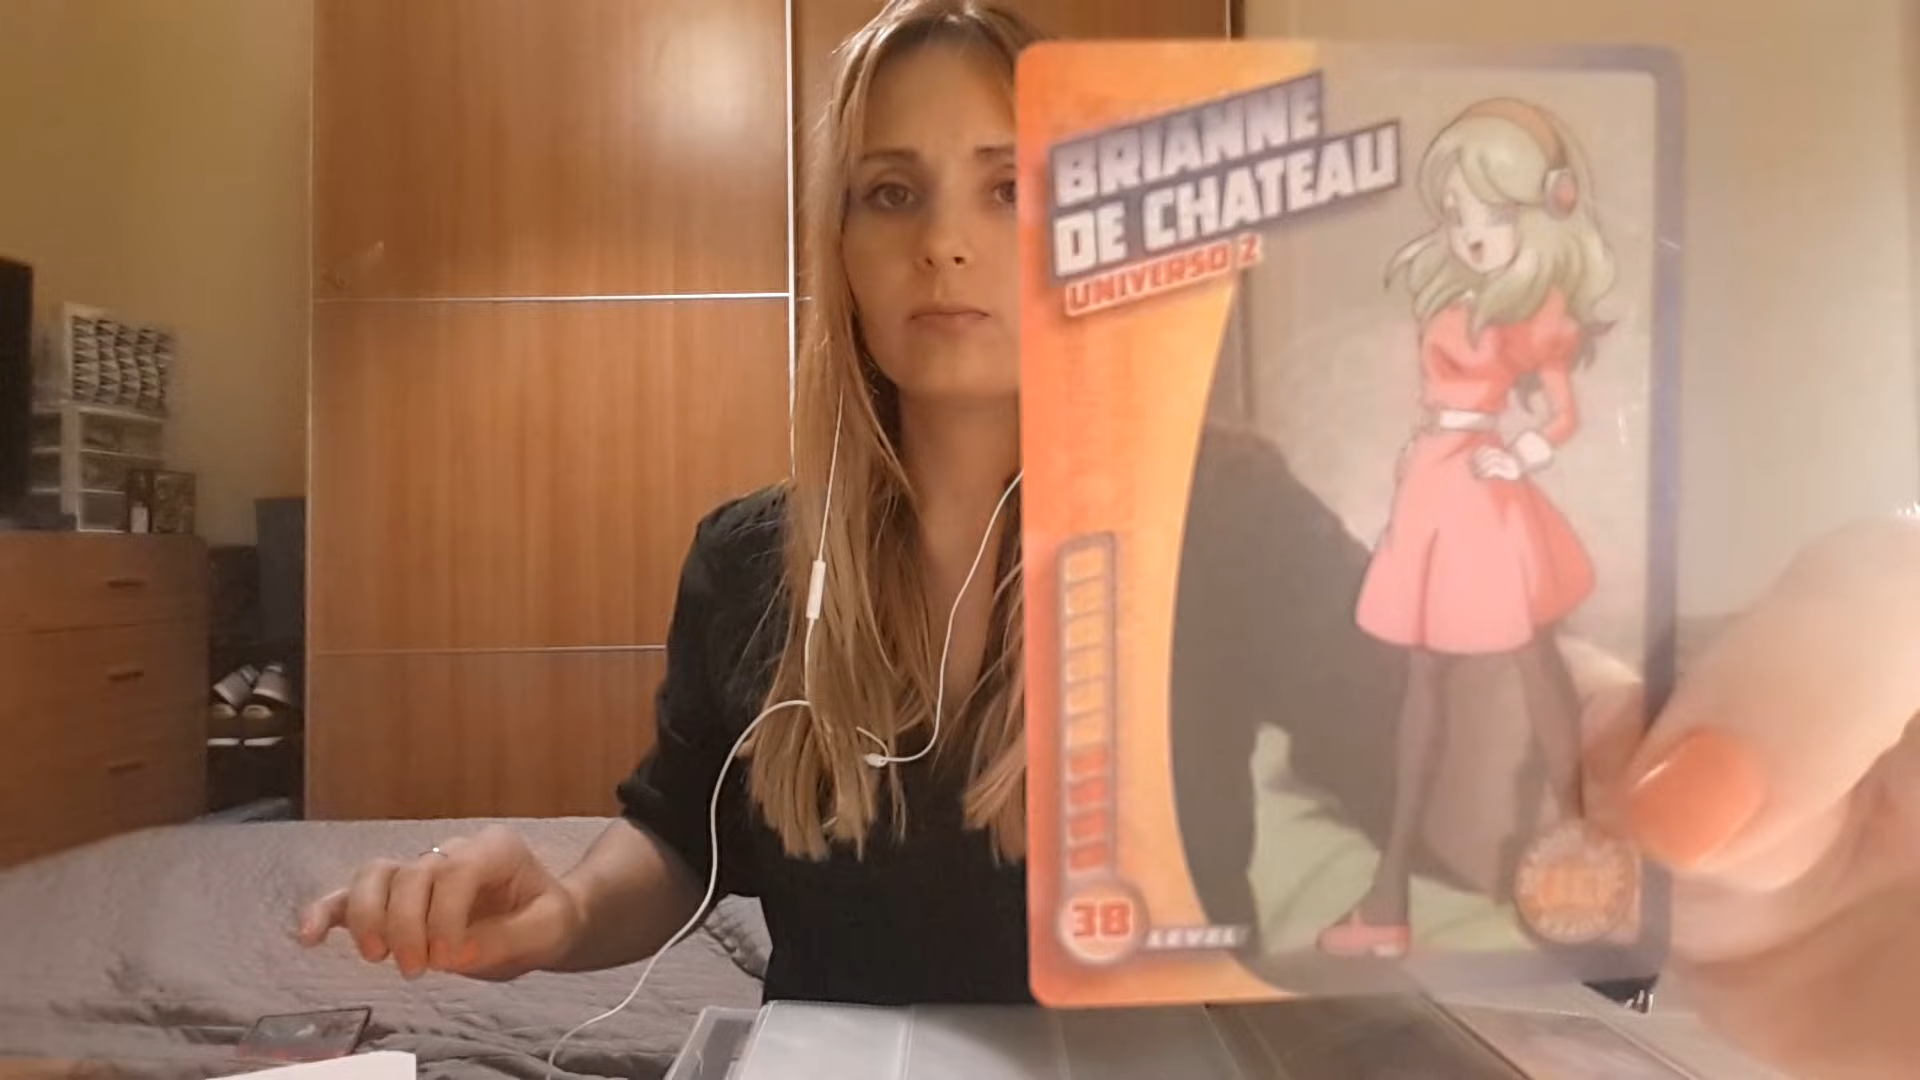 BRIANNE
DE CHATEAU
UNIVERSO 2
38
LEVEL